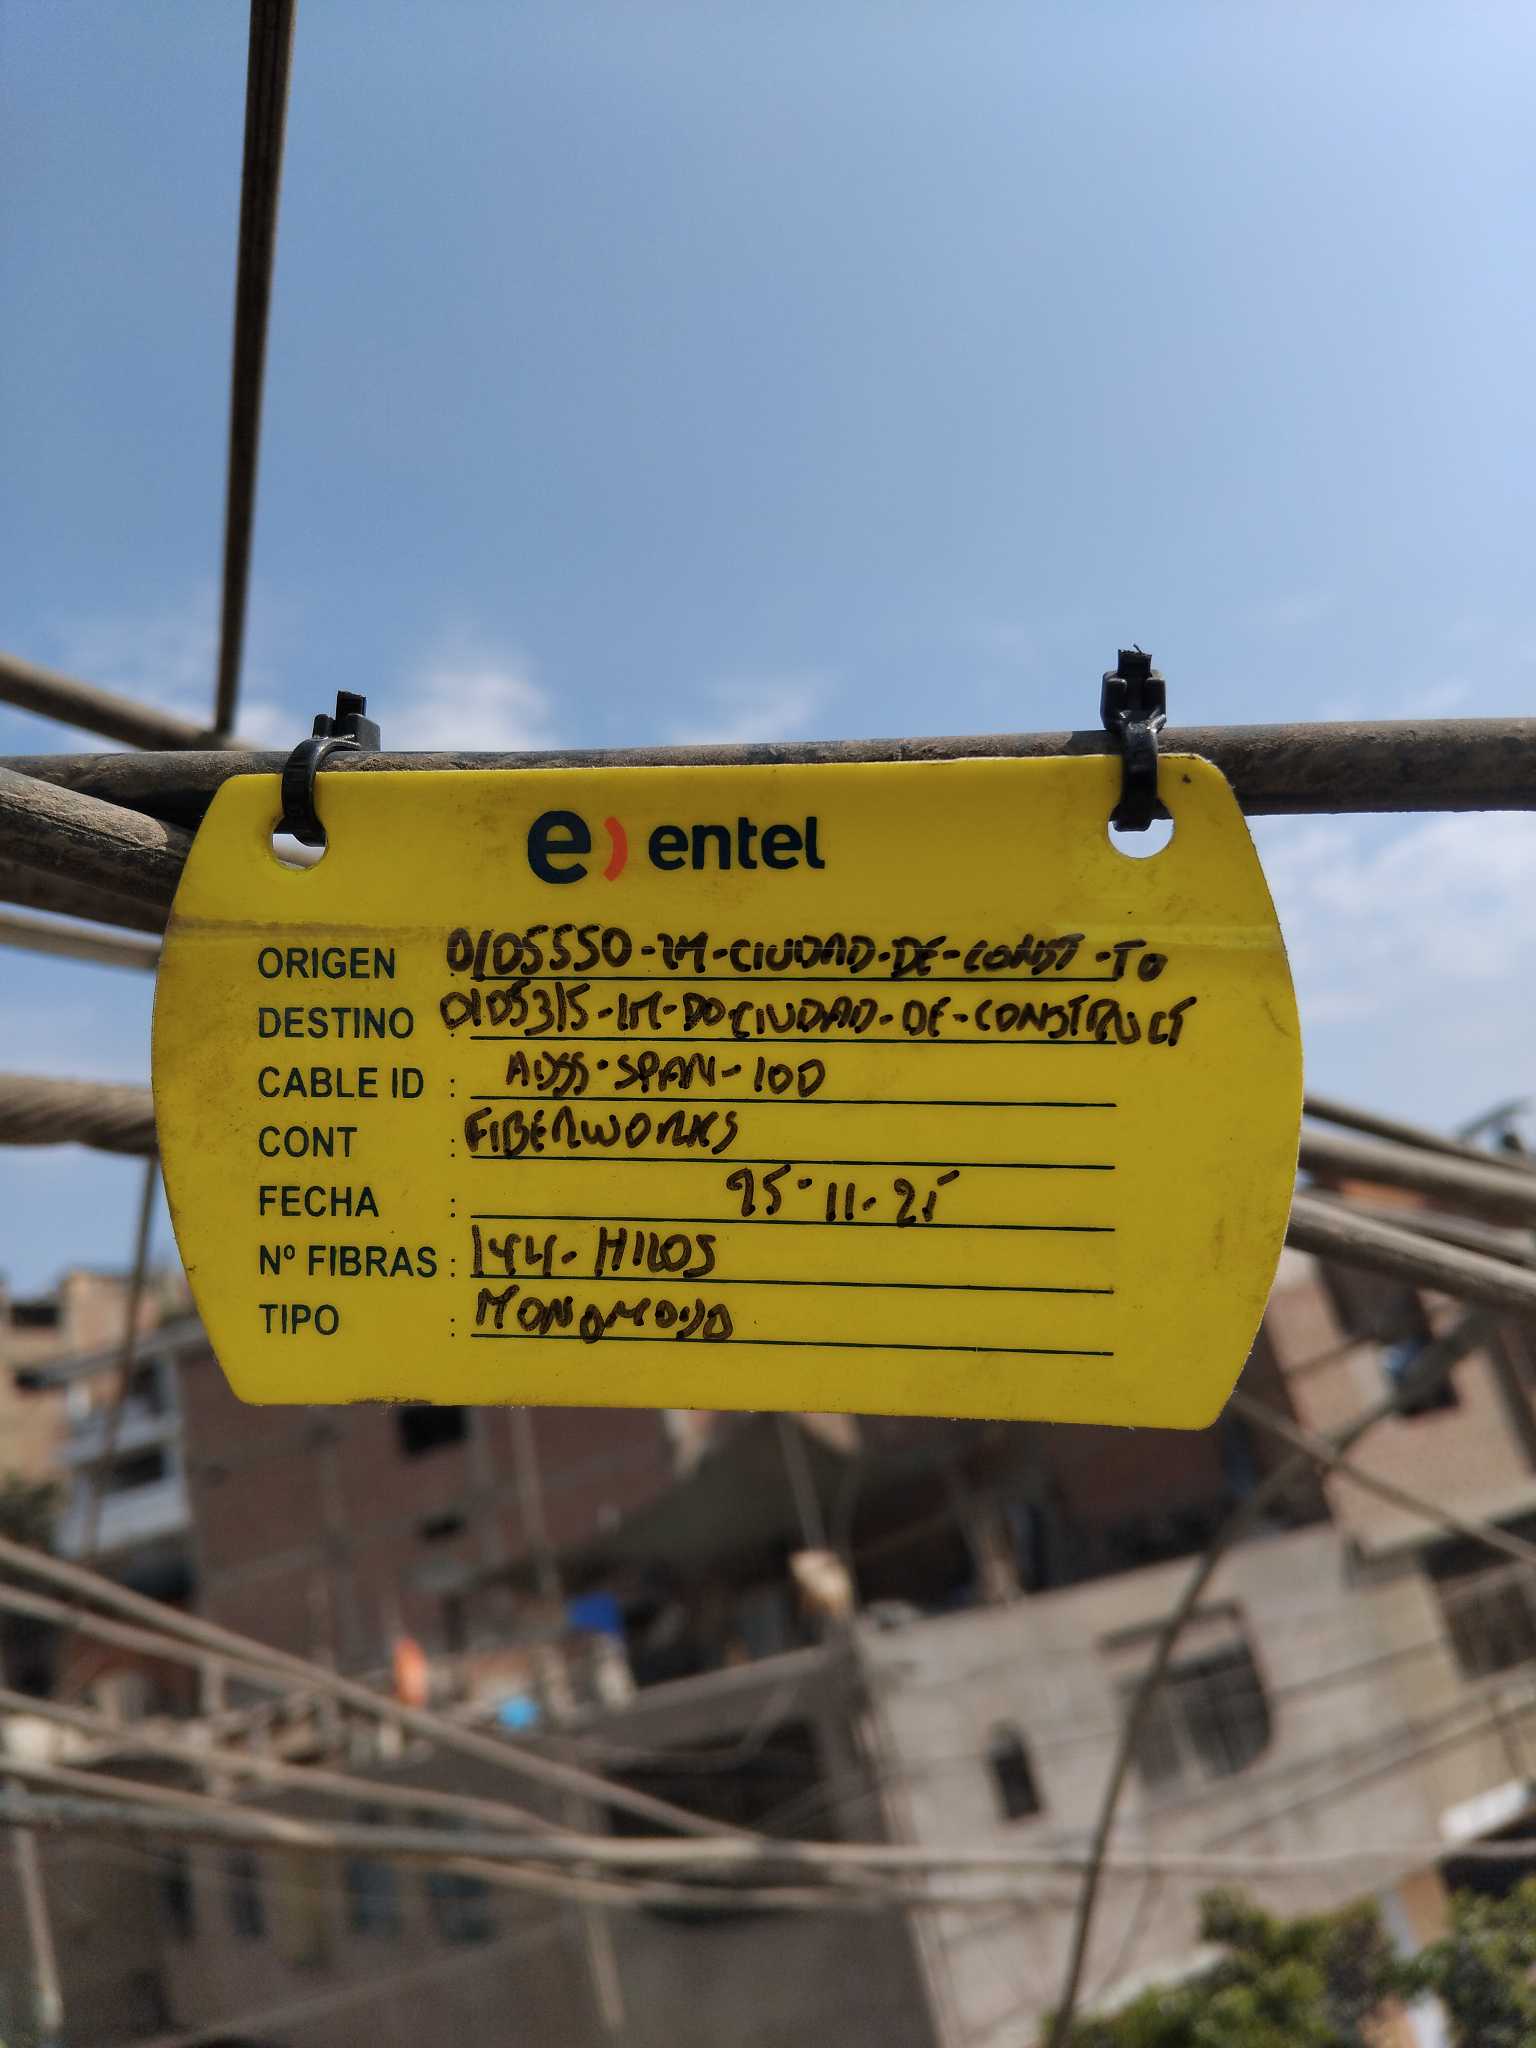 e) entel
ORIGEN 0105550-LM-CIUDAD-DE-CONST-TO
DESTINO 0105315-LM-DO-CIUDAD-DE-CONSTRUCT
CABLE ID : ADSS-SPAN-100
CONT : FIBERWORKS
FECHA : 25-11-21
Nº FIBRAS : 144-HILOS
TIPO : MONOMODO